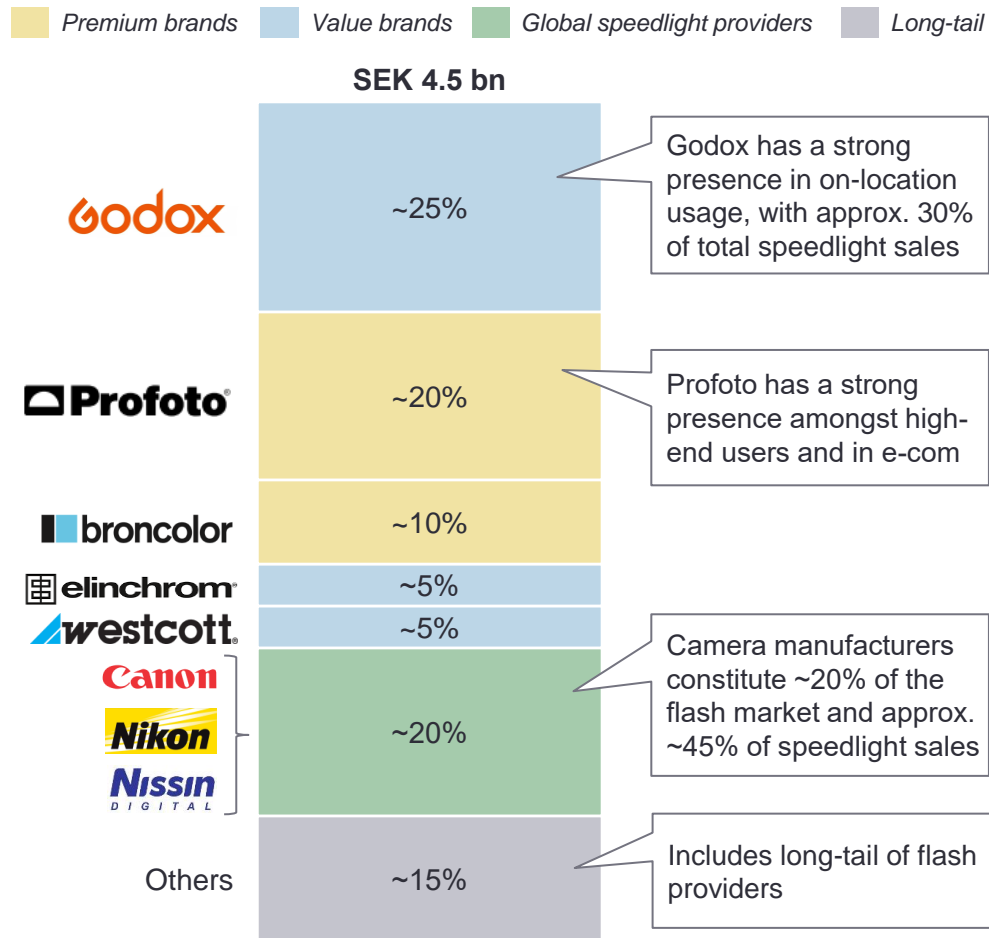 Premium brands Value brands Global speedlight providers Long-tail
SEK 4.5 bn
Godox
~25%
Godox has a strong
presence in on-location
usage, with approx. 30%
of total speedlight sales
Profoto®
~20%
Profoto has a strong
presence amongst high-
end users and in e-com
broncolor
~10%
elinchrom®
~5%
westcott®
~5%
Canon
Nikon
NISSIN
DIGITAL
~20%
Camera manufacturers
constitute ~20% of the
flash market and approx.
~45% of speedlight sales
Others
~15%
Includes long-tail of flash
providers